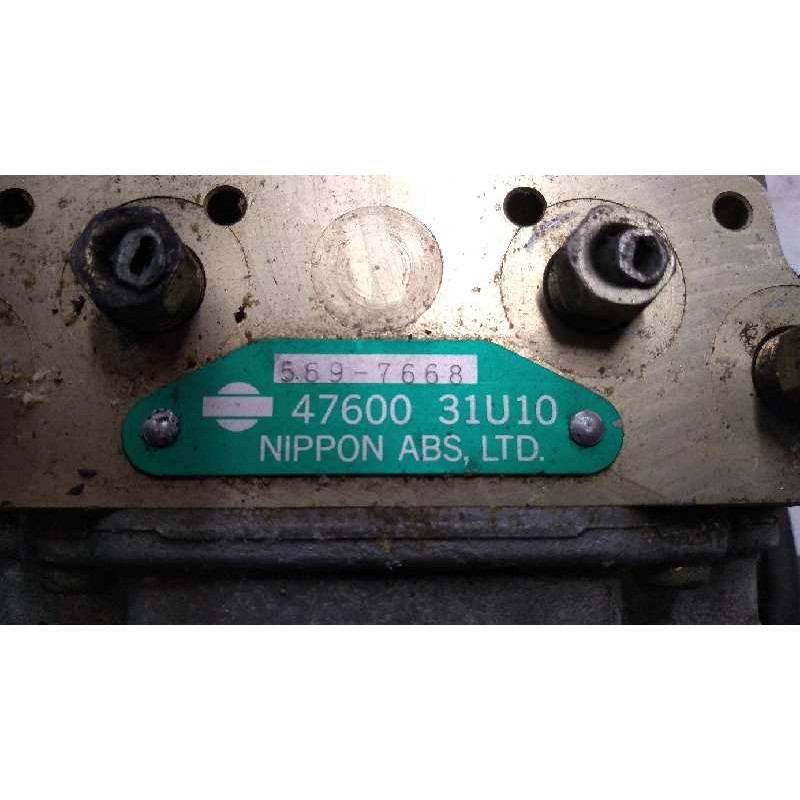 569-7668
47600 31U10
NIPPON ABS, LTD.